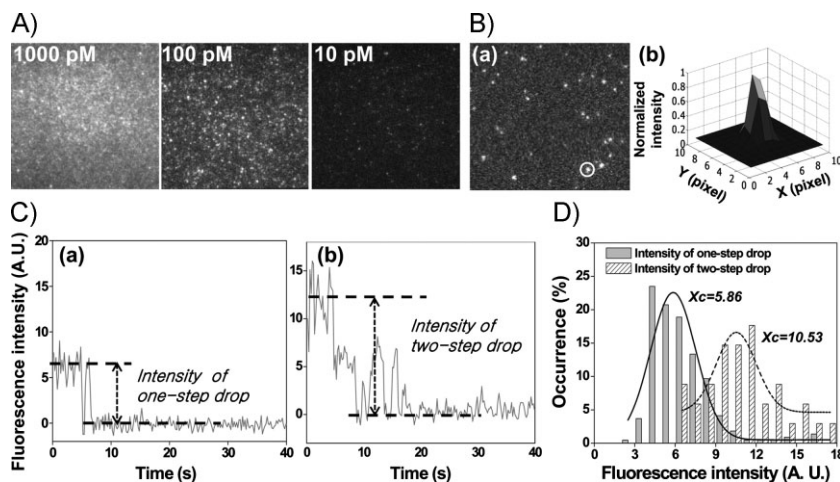 A)
1000 pM
100 pM
10 pM
B)
(a)
(b)
Normalized
intensity
1
0.8
0.6
0.4
0.2
0
10
8
6
4
2
0
Y (pixel)
0
2
4
6
8
10
X (pixel)
C)
Fluorescence intensity (A.U.)
20
15
10
5
0
(a)
Intensity of
one-step drop
0 10 20 30 40
Time (s)
15
10
5
0
(b)
Intensity of
two-step drop
0 10 20 30 40
Time (s)
D)
Occurrence (%)
30
25
20
15
10
5
0
Intensity of one-step drop
Intensity of two-step drop
Xc=5.86
Xc=10.53
0 3 6 9 12 15 18
Fluorescence intensity (A. U.)